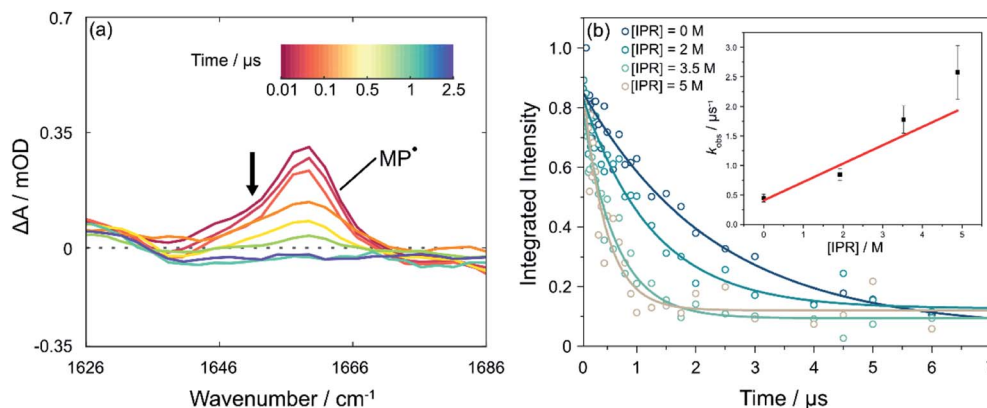 (a)
0.7
0.35
0
-0.35
ΔA / mOD
Time / μs
0.01 0.1 0.5 1 2.5
MP•
1626 1646 1666 1686
Wavenumber / cm⁻¹
(b)
1.0
0.8
0.6
0.4
0.2
0
Integrated Intensity
[IPR] = 0 M
[IPR] = 2 M
[IPR] = 3.5 M
[IPR] = 5 M
3.0
2.5
2.0
1.5
1.0
0.5
0.0
k_obs / μs⁻¹
0 1 2 3 4 5
[IPR] / M
0 1 2 3 4 5 6 7
Time / μs